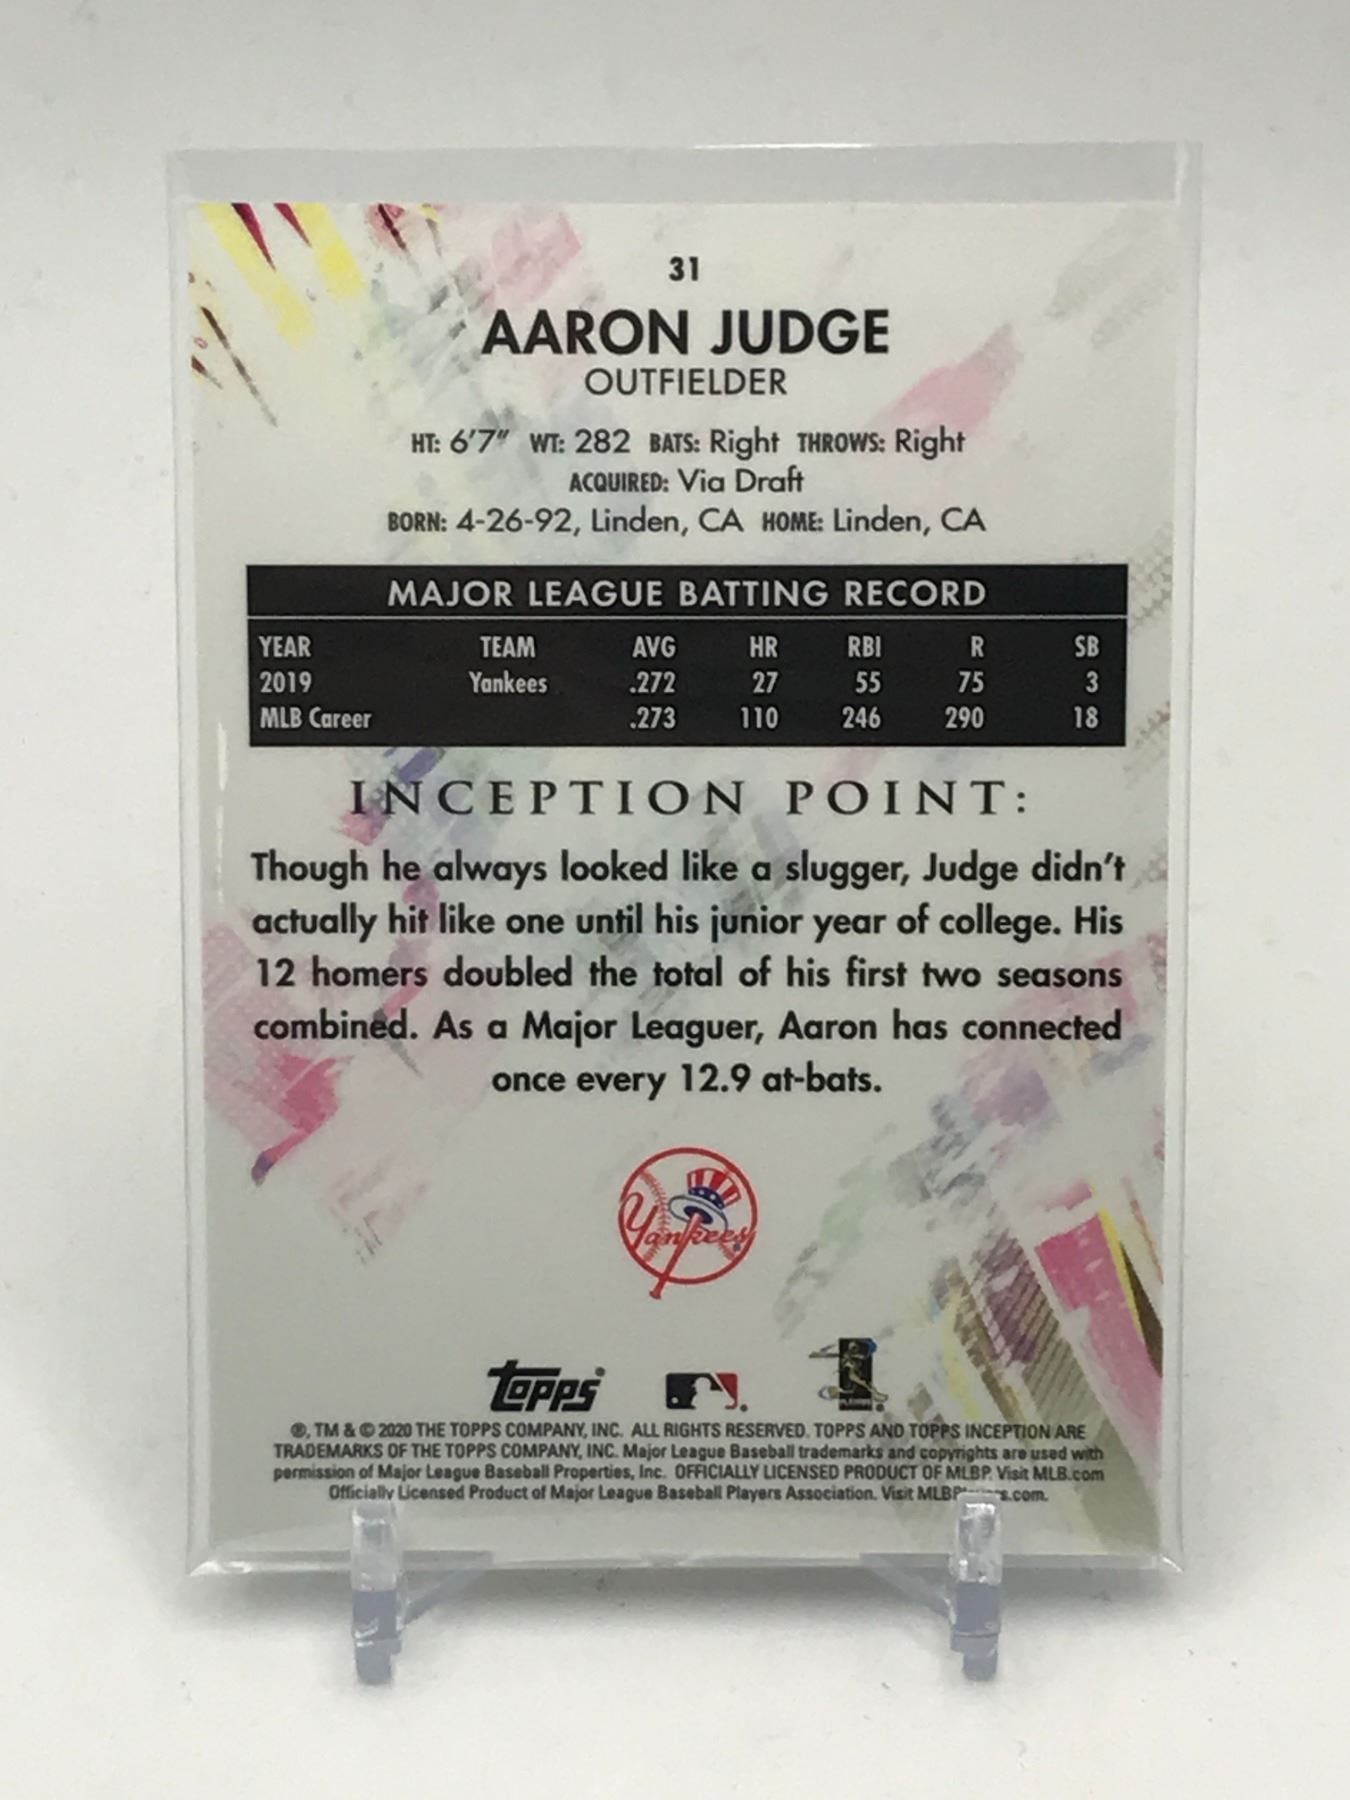 31
AARON JUDGE
OUTFIELDER
HT: 6'7" WT: 282 BATS: Right THROWS: Right
ACQUIRED: Via Draft
BORN: 4-26-92, Linden, CA HOME: Linden, CA
MAJOR LEAGUE BATTING RECORD
YEAR TEAM AVG HR RBI R SB
2019 Yankees .272 27 55 75 3
MLB Career .273 110 246 290 18
INCEPTION POINT:
Though he always looked like a slugger, Judge didn't
actually hit like one until his junior year of college. His
12 homers doubled the total of his first two seasons
combined. As a Major Leaguer, Aaron has connected
once every 12.9 at-bats.
Yankees
topps
®, TM & © 2020 THE TOPPS COMPANY, INC. ALL RIGHTS RESERVED. TOPPS AND TOPPS INCEPTION ARE
TRADEMARKS OF THE TOPPS COMPANY, INC. Major League Baseball trademarks and copyrights are used with
permission of Major League Baseball Properties, Inc. OFFICIALLY LICENSED PRODUCT OF MLBP. Visit MLB.com
Officially Licensed Product of Major League Baseball Players Association. Visit